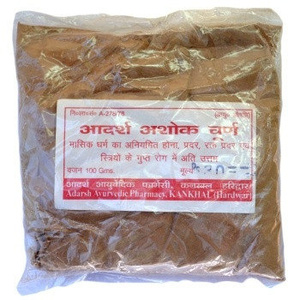 आदर्श अशोक चूर्ण
मासिक धर्म का अनियमित होना, प्रदर, रक्त प्रदर एवं
स्त्रियों के गुप्त रोग में अति उत्तम
वजन 100 Gms. मूल्य
आदर्श आयुर्वेदिक फार्मेसी, कनखल हरिद्वार
Adarsh Ayurvedic Pharmacy, KANKHAL (Hardwar)